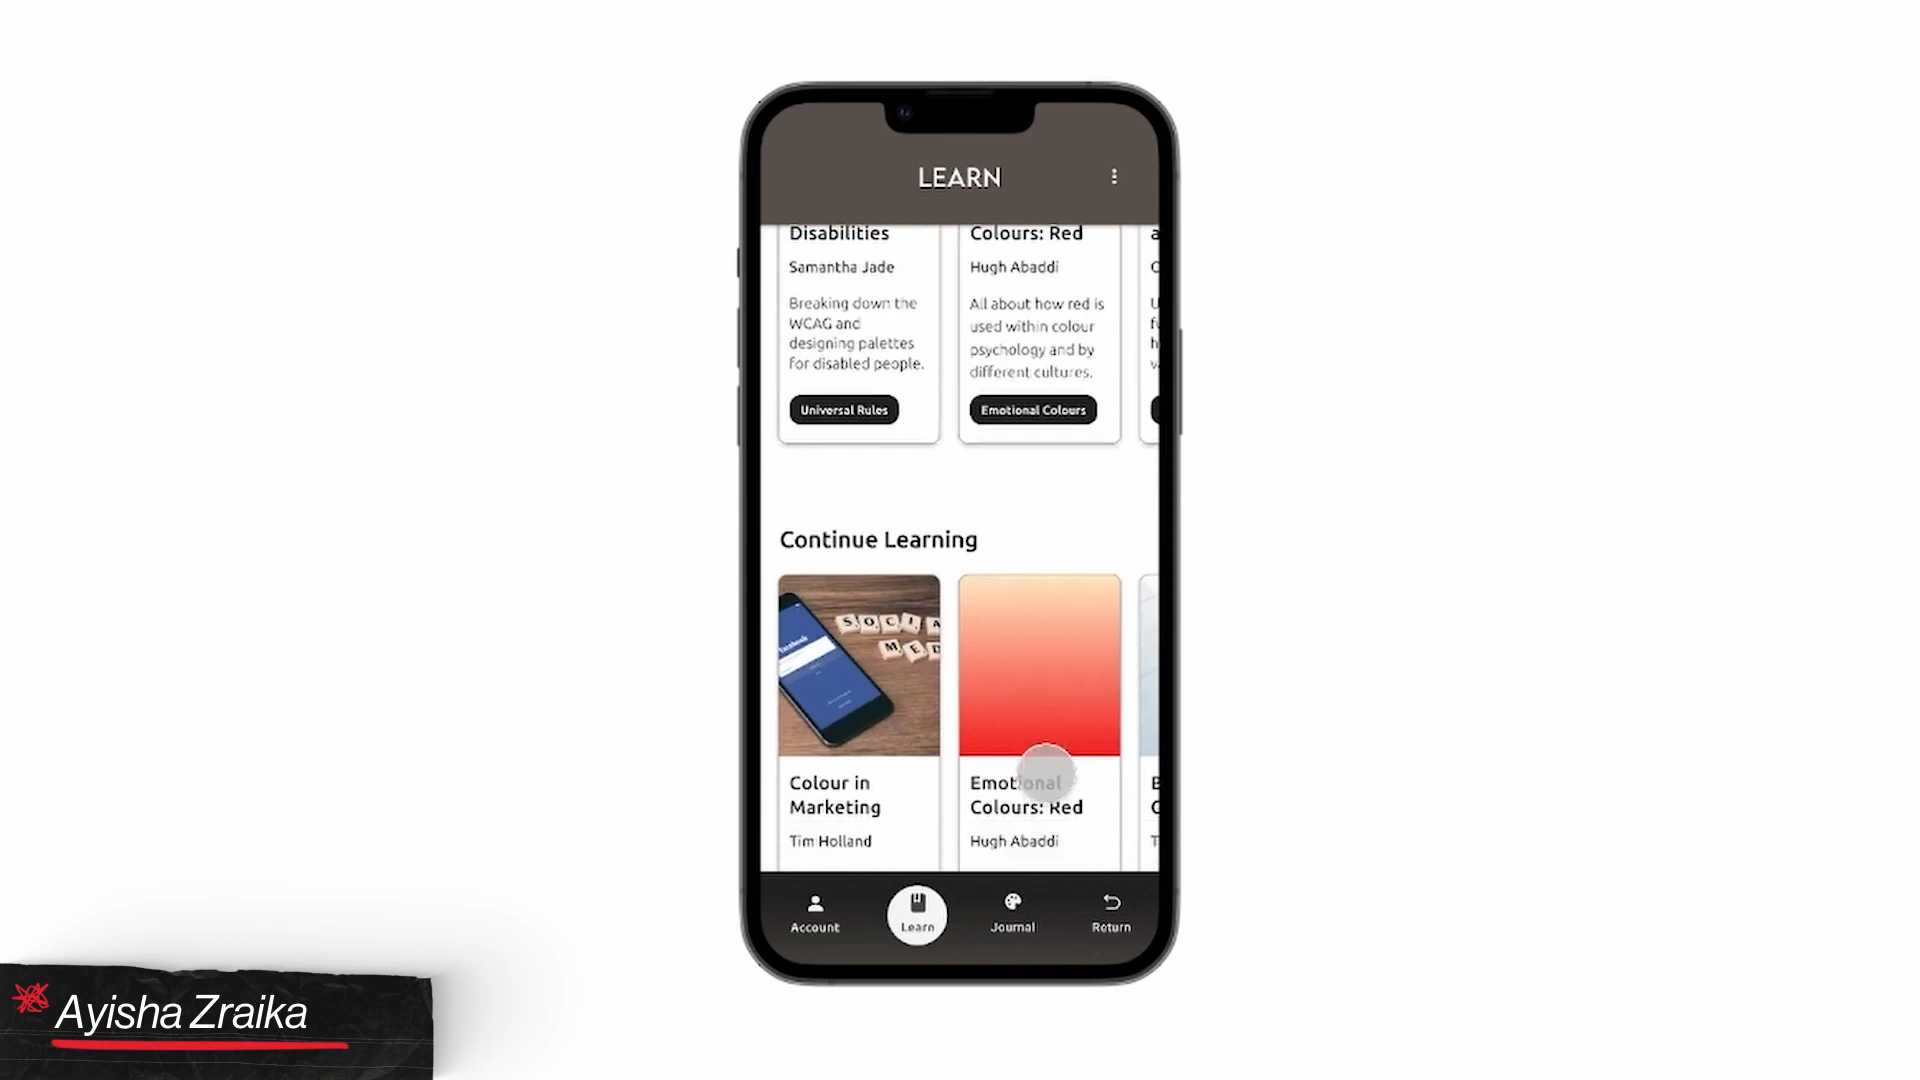 LEARN
Disabilities
Samantha Jade
Breaking down the
WCAG and
designing palettes
for disabled people.
Universal Rules
Colours: Red
Hugh Abaddi
All about how red is
used within colour
psychology and by
different cultures.
Emotional Colours
Continue Learning
SOCIA
MED
Colour in
Marketing
Tim Holland
Emotional
Colours: Red
Hugh Abaddi
Account
Learn
Journal
Return
Ayisha Zraika